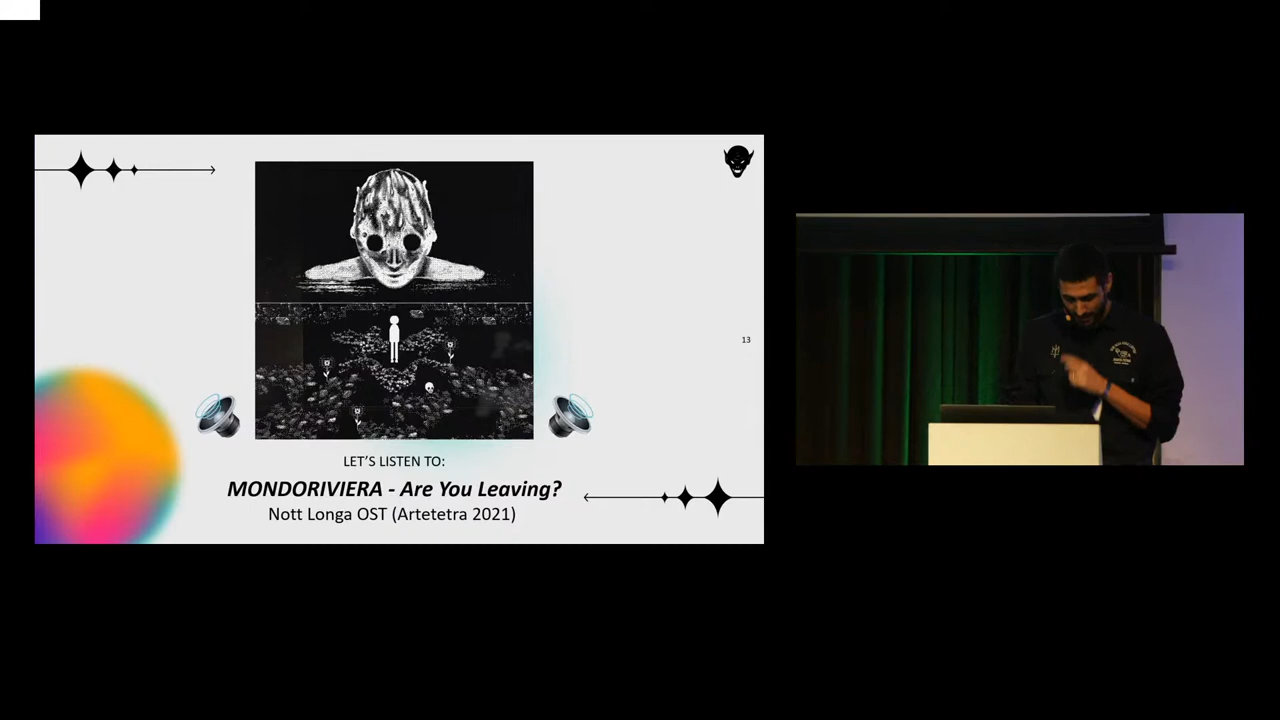 13
LET'S LISTEN TO:
MONDORIVIERA - Are You Leaving?
Nott Longa OST (Artetetra 2021)